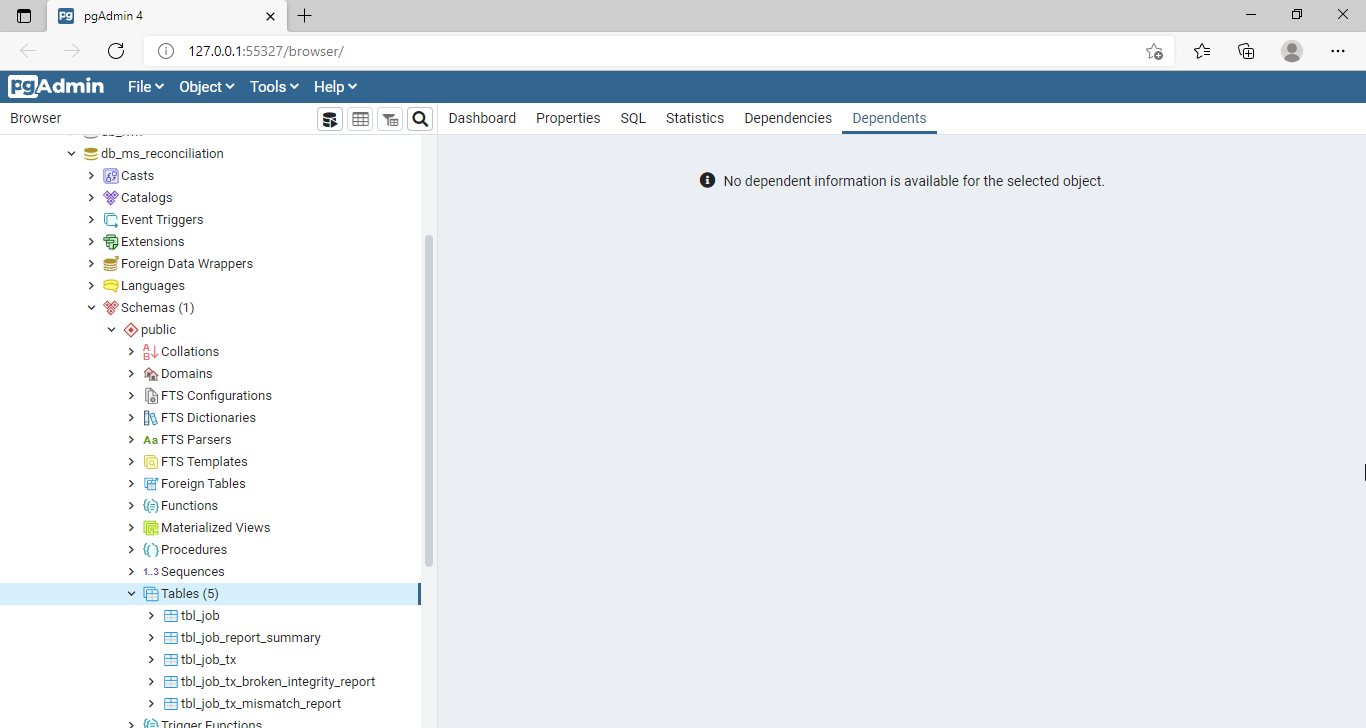 pgAdmin 4
127.0.0.1:55327/browser/
pgAdmin File Object Tools Help
Browser
Dashboard Properties SQL Statistics Dependencies Dependents
No dependent information is available for the selected object.
db_ms_reconciliation
Casts
Catalogs
Event Triggers
Extensions
Foreign Data Wrappers
Languages
Schemas (1)
public
Collations
Domains
FTS Configurations
FTS Dictionaries
Aa FTS Parsers
FTS Templates
Foreign Tables
Functions
Materialized Views
Procedures
1..3 Sequences
Tables (5)
tbl_job
tbl_job_report_summary
tbl_job_tx
tbl_job_tx_broken_integrity_report
tbl_job_tx_mismatch_report
Trigger Functions